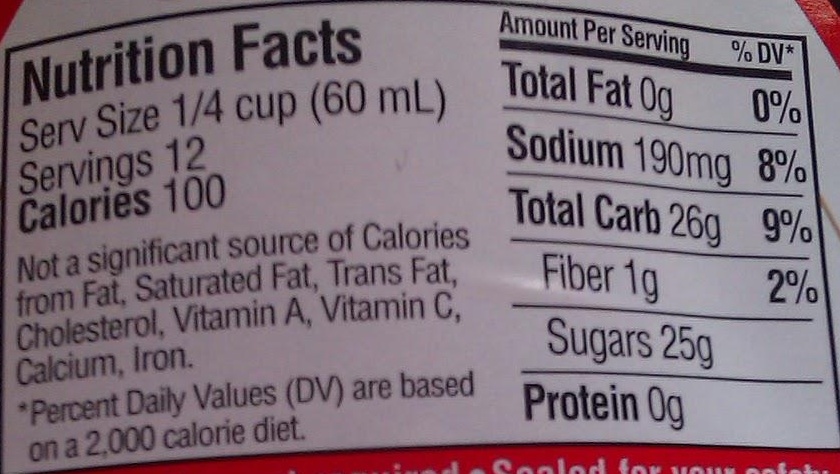 Nutrition Facts
Serv Size 1/4 cup (60 mL)
Servings 12
Calories 100
Not a significant source of Calories
from Fat, Saturated Fat, Trans Fat,
Cholesterol, Vitamin A, Vitamin C,
Calcium, Iron.
*Percent Daily Values (DV) are based
on a 2,000 calorie diet.
Amount Per Serving % DV*
Total Fat 0g 0%
Sodium 190mg 8%
Total Carb 26g 9%
Fiber 1g 2%
Sugars 25g
Protein 0g
• Sealed for your safety